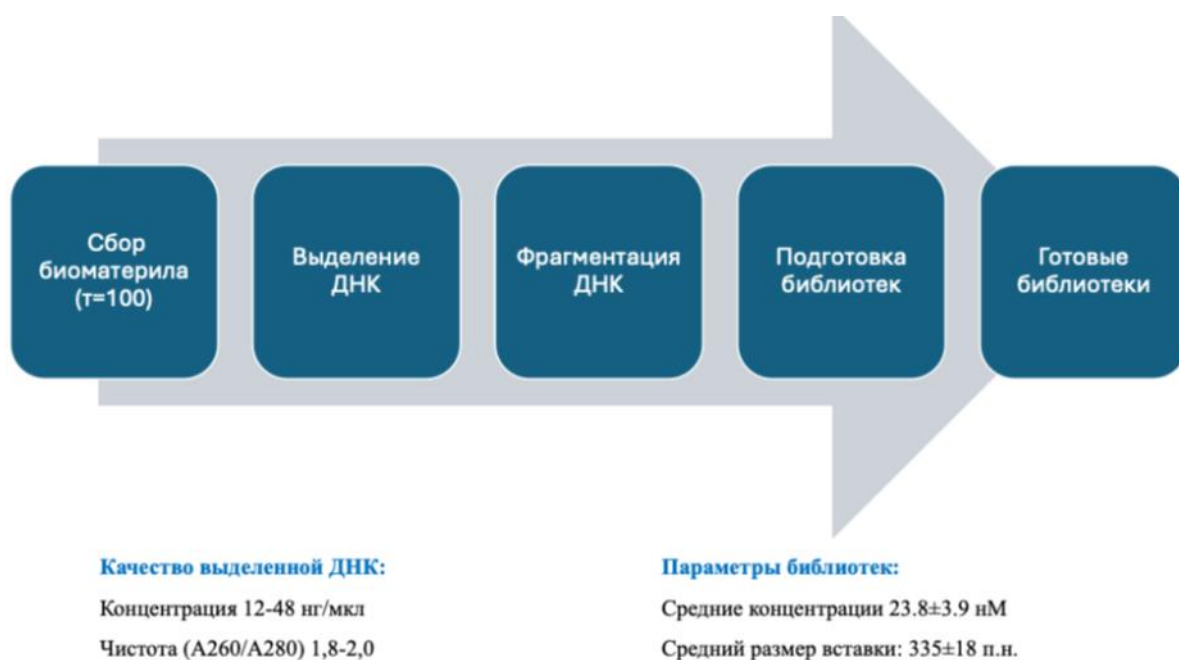 Сбор
биоматерила
(т=100)
Выделение
ДНК
Фрагментация
ДНК
Подготовка
библиотек
Готовые
библиотеки
Качество выделенной ДНК:
Концентрация 12-48 нг/мкл
Чистота (А260/А280) 1,8-2,0
Параметры библиотек:
Средние концентрации 23.8±3.9 нМ
Средний размер вставки: 335±18 п.н.